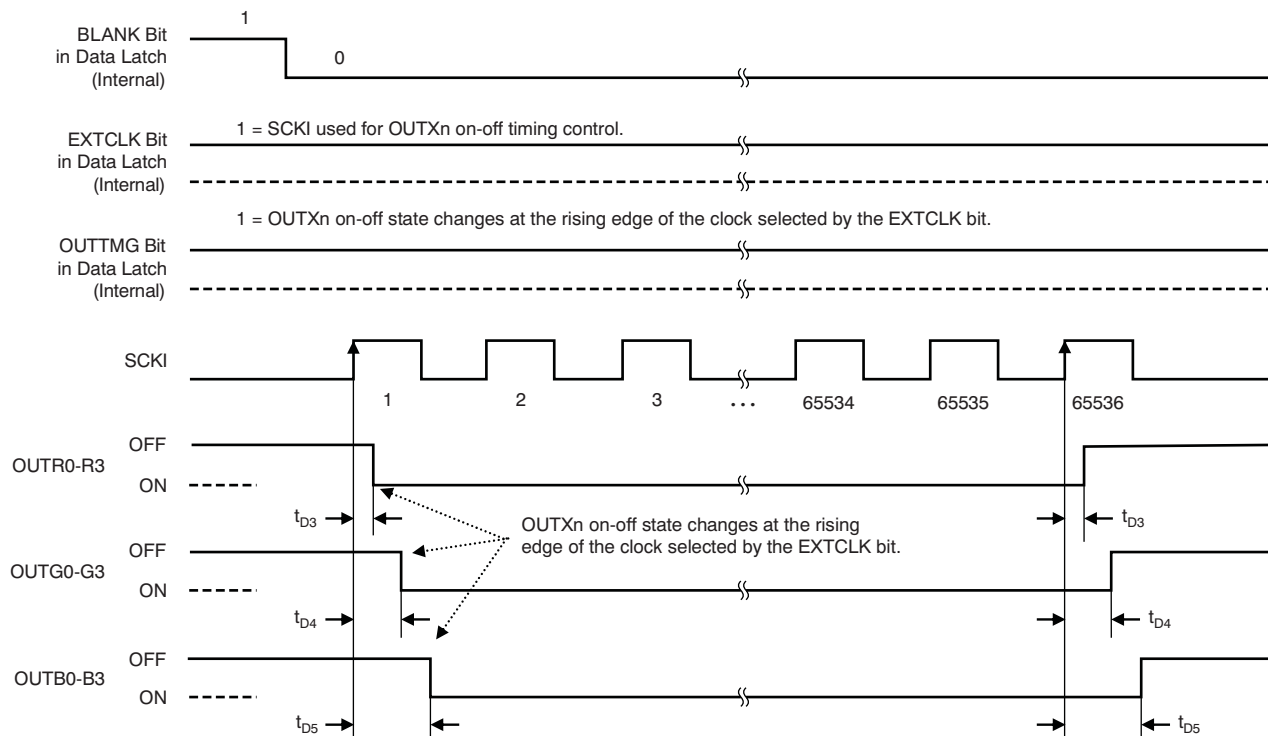 1
BLANK Bit
in Data Latch
(Internal)
0
1 = SCKI used for OUTXn on-off timing control.
EXTCLK Bit
in Data Latch
(Internal)
1 = OUTXn on-off state changes at the rising edge of the clock selected by the EXTCLK bit.
OUTTMG Bit
in Data Latch
(Internal)
SCKI
1 2 3 ... 65534 65535 65536
OFF
OUTR0-R3
ON
tD3 tD3
OUTXn on-off state changes at the rising
edge of the clock selected by the EXTCLK bit.
OFF
OUTG0-G3
ON
tD4 tD4
OFF
OUTB0-B3
ON
tD5 tD5